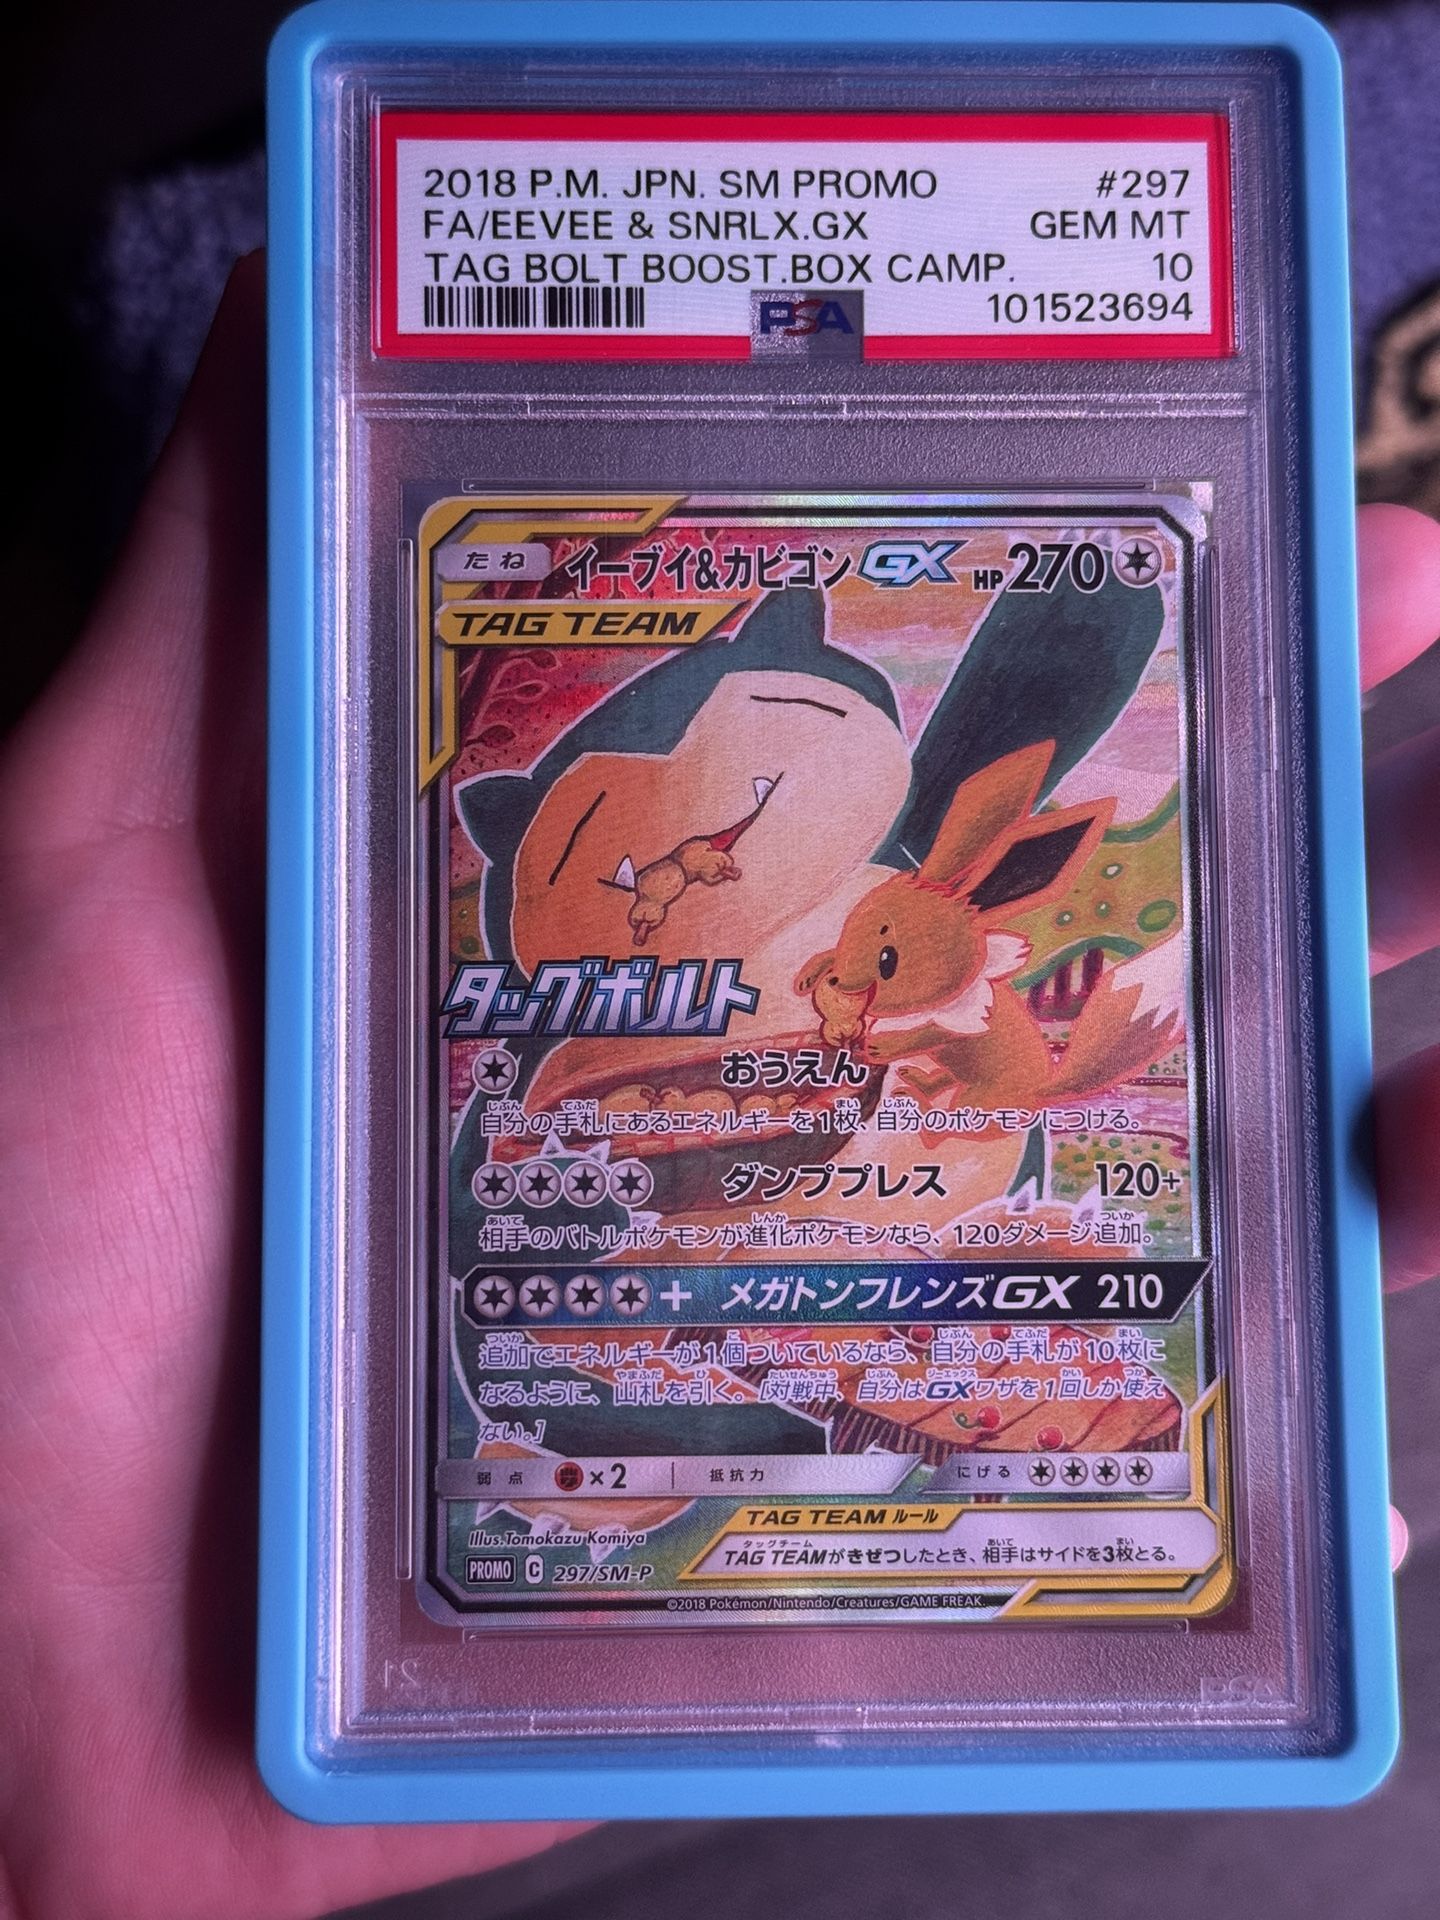 2018 P.M. JPN. SM PROMO #297
FA/EEVEE & SNRLX.GX GEM MT
TAG BOLT BOOST.BOX CAMP. 10
PSA 101523694
たね イーブイ&カビゴンGX HP270
TAG TEAM
タッグボルト
おうえん
自分の手札にあるエネルギーを1枚、自分のポケモンにつける。
ダンププレス 120+
相手のバトルポケモンが進化ポケモンなら、120ダメージ追加。
+ メガトンフレンズGX 210
追加でエネルギーが1個ついているなら、自分の手札が10枚に
なるように、山札を引く。[対戦中、自分はGXワザを1回しか使え
ない。]
弱点 ×2 抵抗力 にげる
TAG TEAM ルール
TAG TEAMがきぜつしたとき、相手はサイドを3枚とる。
Illus.Tomokazu Komiya
PROMO C 297/SM-P
©2018 Pokémon/Nintendo/Creatures/GAME FREAK.